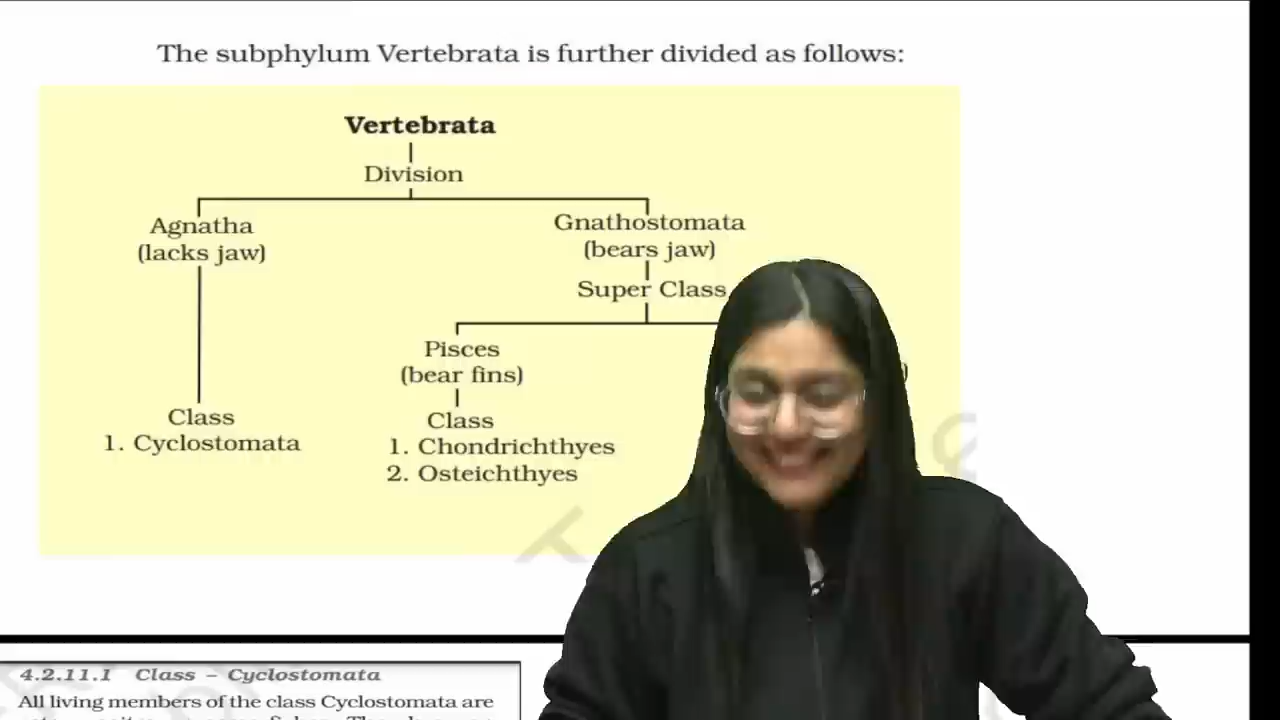 The subphylum Vertebrata is further divided as follows:
Vertebrata
Division
Agnatha
(lacks jaw)
Gnathostomata
(bears jaw)
Super Class
Pisces
(bear fins)
Class
1. Cyclostomata
Class
1. Chondrichthyes
2. Osteichthyes
4.2.11.1 Class – Cyclostomata
All living members of the class Cyclostomata are